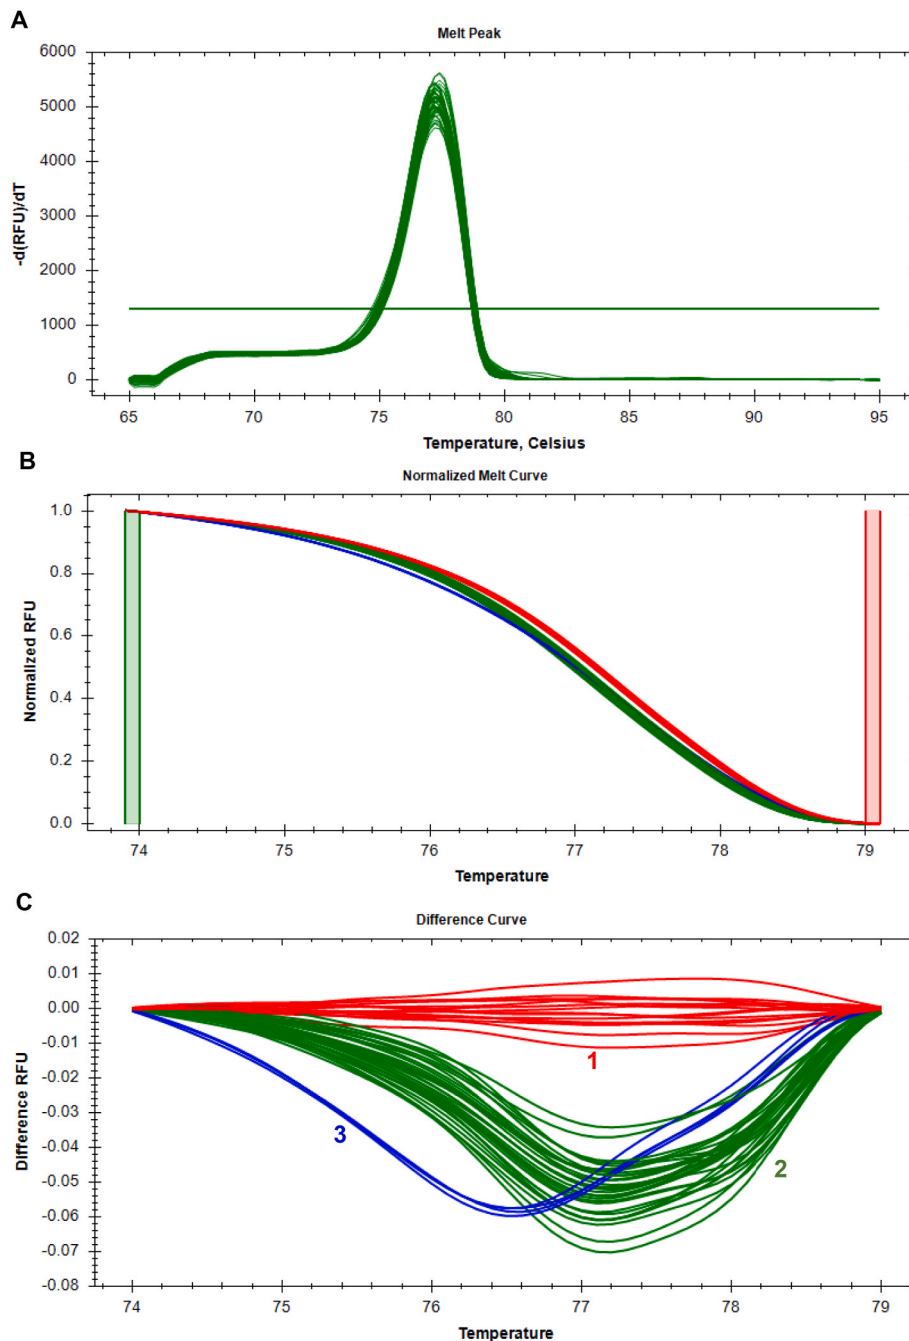 A
Melt Peak
6000
5000
4000
3000
2000
1000
0
-d(RFU)/dT
65 70 75 80 85 90 95
Temperature, Celsius
B
Normalized Melt Curve
1.0
0.8
0.6
0.4
0.2
0.0
Normalized RFU
74 75 76 77 78 79
Temperature
C
Difference Curve
0.02
0.01
0.00
-0.01
-0.02
-0.03
-0.04
-0.05
-0.06
-0.07
-0.08
Difference RFU
1
3
2
74 75 76 77 78 79
Temperature